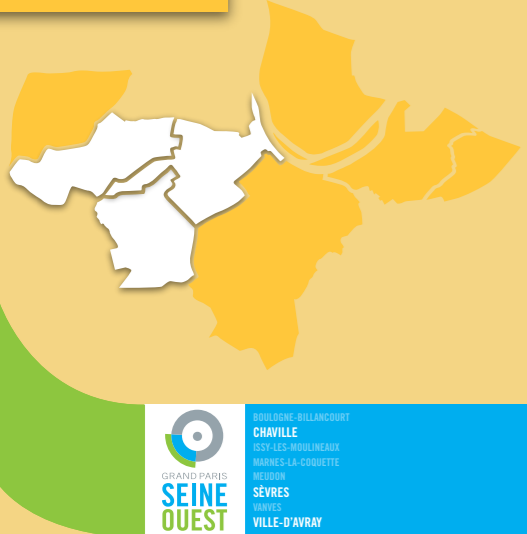 GRAND PARIS
SEINE
OUEST
BOULOGNE-BILLANCOURT
CHAVILLE
ISSY-LES-MOULINEAUX
MARNES-LA-COQUETTE
MEUDON
SÈVRES
VANVES
VILLE-D'AVRAY